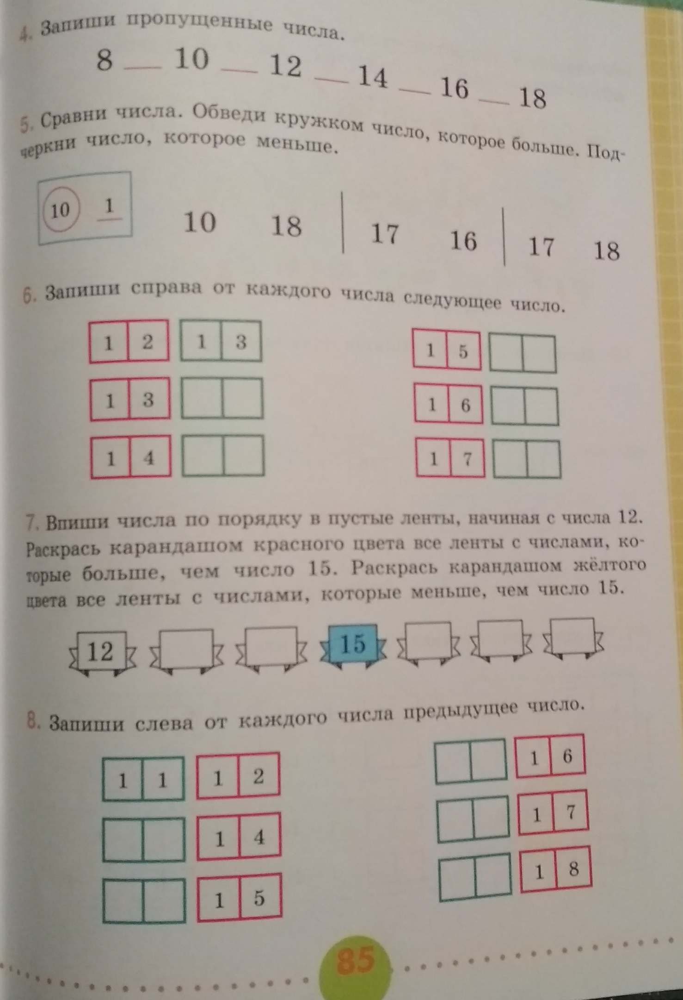 4. Запиши пропущенные числа.
8 __ 10 __ 12 __ 14 __ 16 __ 18
5. Сравни числа. Обведи кружком число, которое больше. Под-
черкни число, которое меньше.
10 1 10 18 17 16 17 18
6. Запиши справа от каждого числа следующее число.
1 2 1 3 1 5
1 3 1 6
1 4 1 7
7. Впиши числа по порядку в пустые ленты, начиная с числа 12.
Раскрась карандашом красного цвета все ленты с числами, ко-
торые больше, чем число 15. Раскрась карандашом жёлтого
цвета все ленты с числами, которые меньше, чем число 15.
12 15
8. Запиши слева от каждого числа предыдущее число.
1 1 1 2 1 6
1 4 1 7
1 5 1 8
85